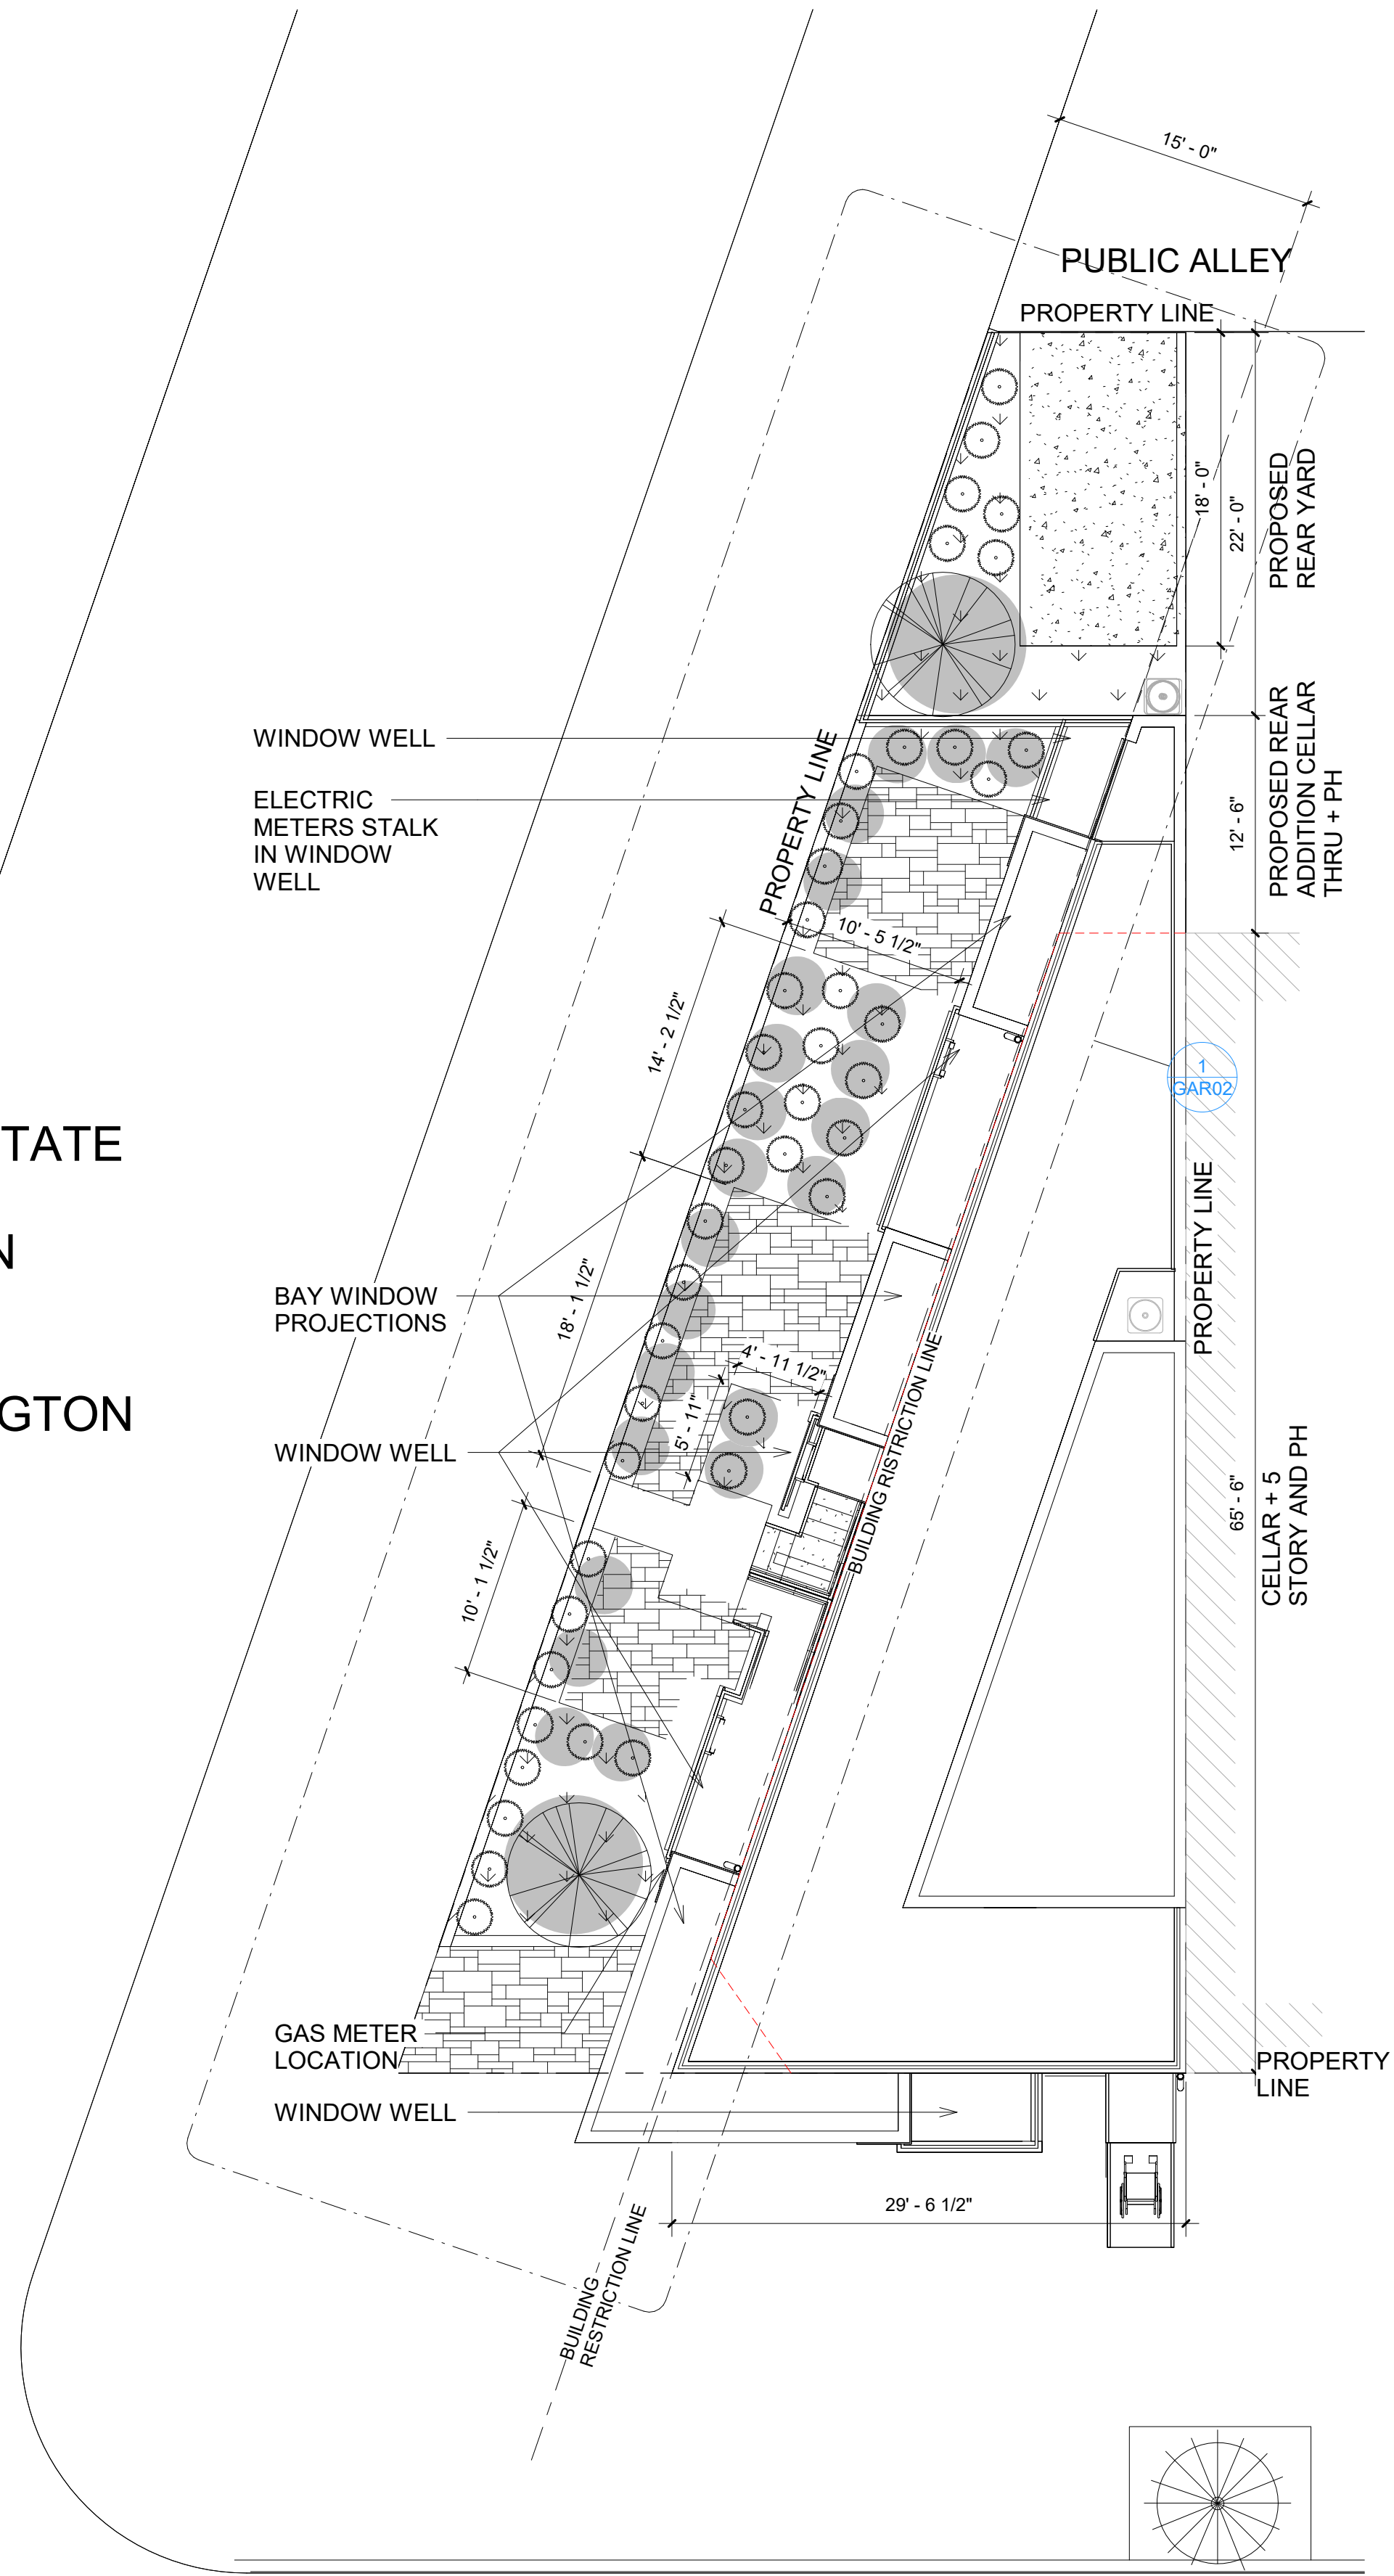 15' - 0"
PUBLIC ALLEY
PROPERTY LINE
18' - 0"
22' - 0"
PROPOSED
REAR YARD
WINDOW WELL
ELECTRIC
METERS STALK
IN WINDOW
WELL
PROPERTY LINE
12' - 6"
PROPOSED REAR
ADDITION CELLAR
THRU + PH
10' - 5 1/2"
14' - 2 1/2"
1
GAR02
TATE
N
PROPERTY LINE
BAY WINDOW
PROJECTIONS
18' - 1 1/2"
4' - 11 1/2"
5' - 11"
BUILDING RISTRICTION LINE
GTON
WINDOW WELL
65' - 6"
CELLAR + 5
STORY AND PH
10' - 1 1/2"
GAS METER
LOCATION
PROPERTY
LINE
WINDOW WELL
29' - 6 1/2"
BUILDING
RESTRICTION LINE